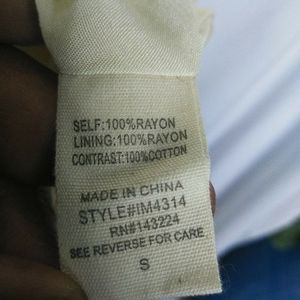 SELF:100%RAYON
LINING:100%RAYON
CONTRAST:100%COTTON
MADE IN CHINA
STYLE#IM4314
RN#143224
SEE REVERSE FOR CARE
S